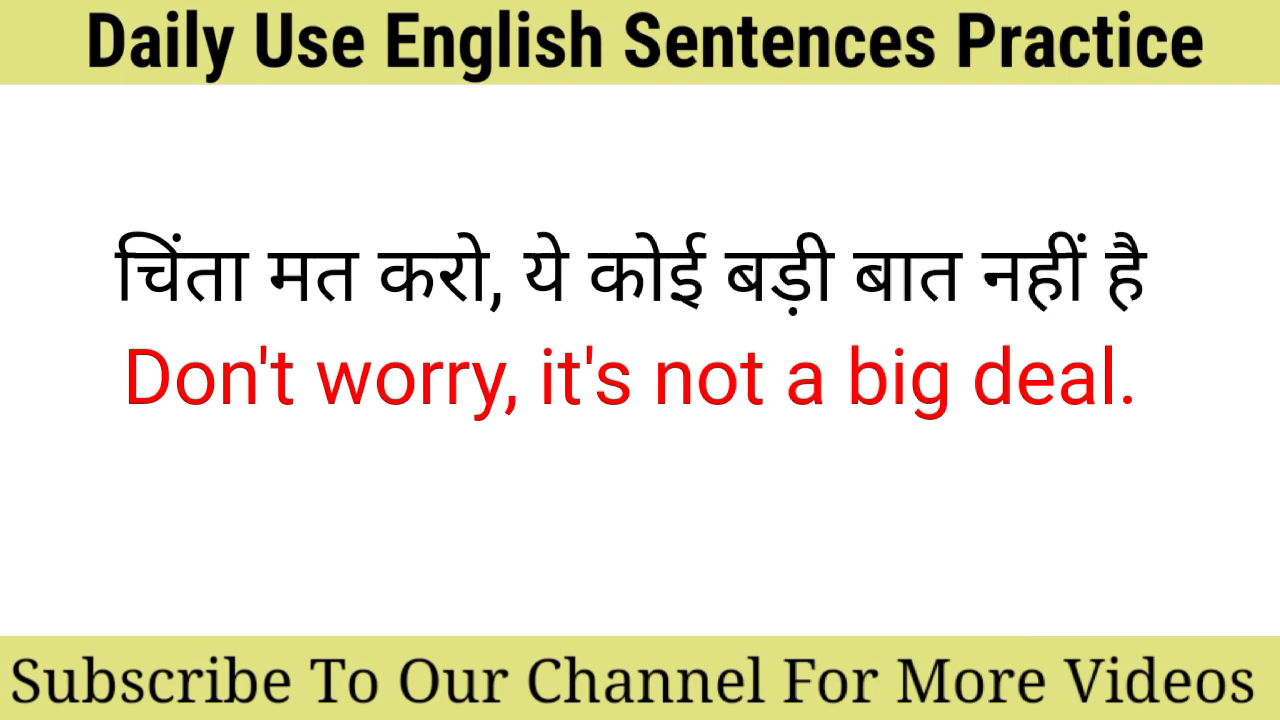 Daily Use English Sentences Practice
चिंता मत करो, ये कोई बड़ी बात नहीं है
Don't worry, it's not a big deal.
Subscribe To Our Channel For More Videos